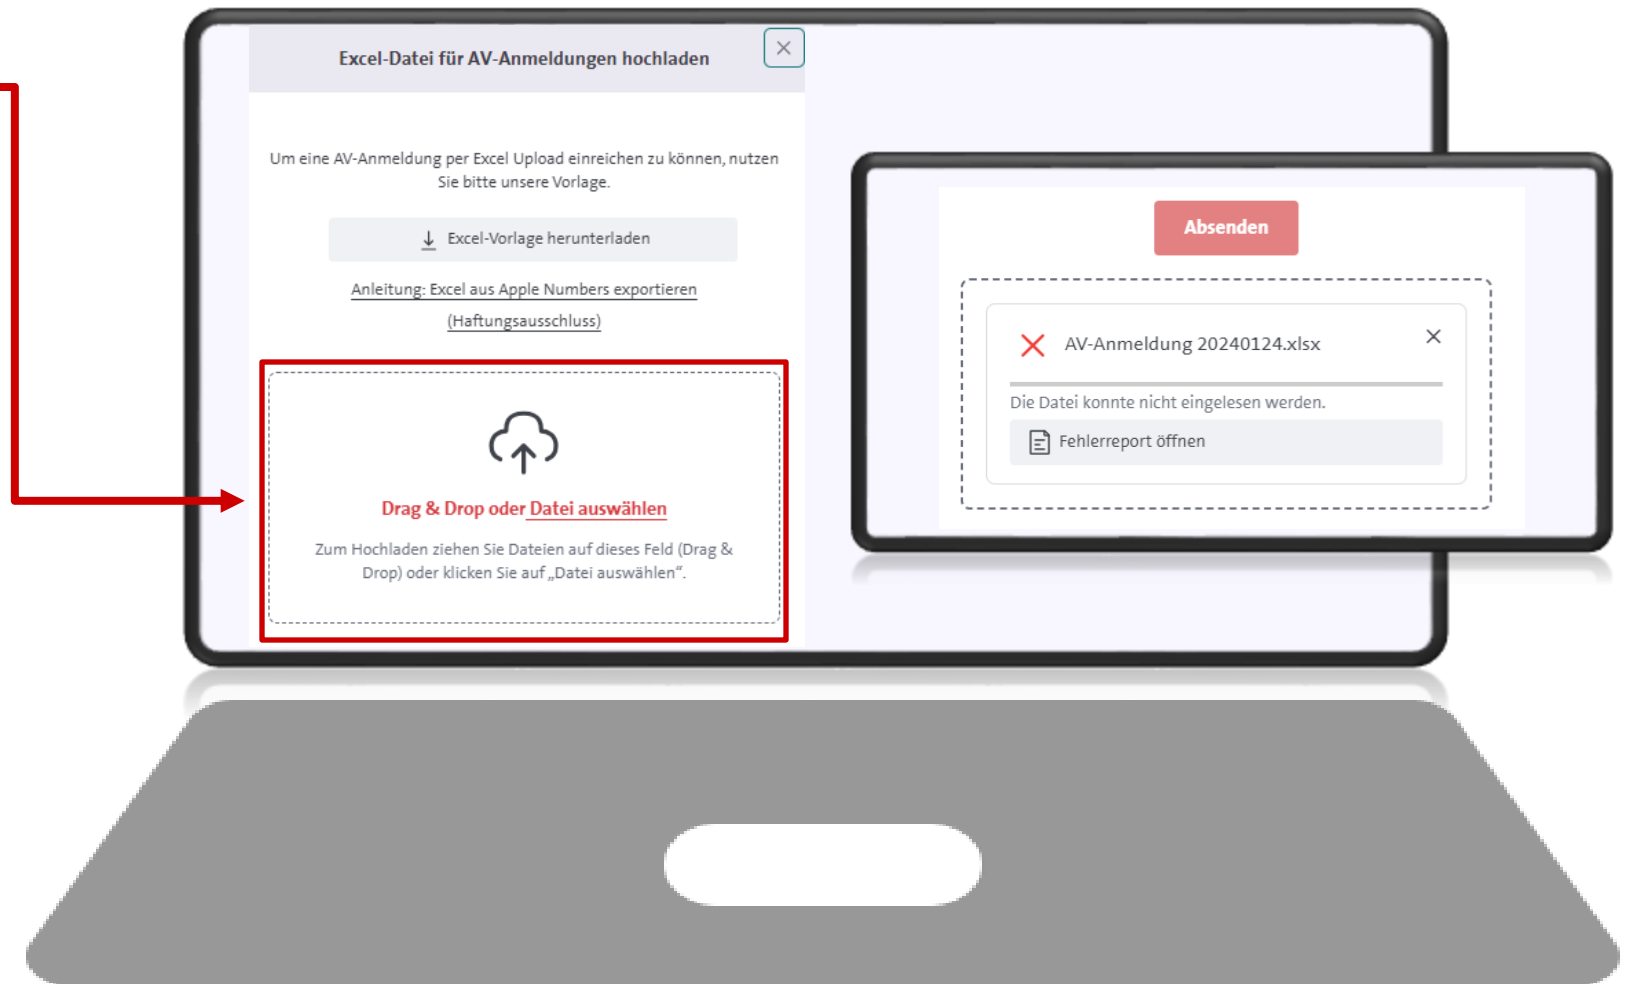 Excel-Datei für AV-Anmeldungen hochladen
Um eine AV-Anmeldung per Excel Upload einreichen zu können, nutzen
Sie bitte unsere Vorlage.
Excel-Vorlage herunterladen
Anleitung: Excel aus Apple Numbers exportieren
(Haftungsausschluss)
Drag & Drop oder Datei auswählen
Zum Hochladen ziehen Sie Dateien auf dieses Feld (Drag &
Drop) oder klicken Sie auf „Datei auswählen“.
Absenden
AV-Anmeldung 20240124.xlsx
Die Datei konnte nicht eingelesen werden.
Fehlerreport öffnen